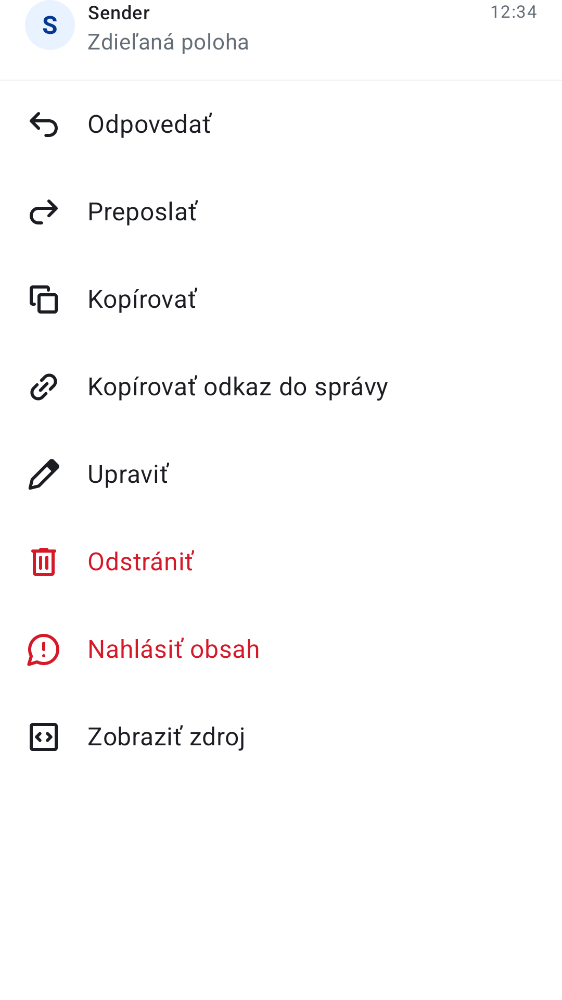 S
Sender
12:34
Zdieľaná poloha
Odpovedať
Preposlať
Kopírovať
Kopírovať odkaz do správy
Upraviť
Odstrániť
Nahlásiť obsah
Zobraziť zdroj